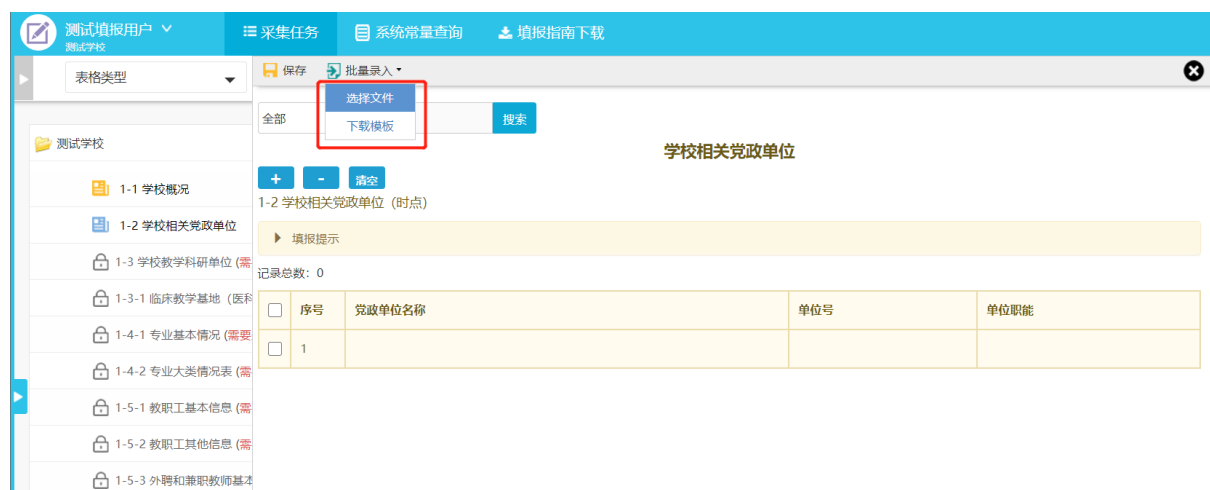 测试填报用户
测试学校
采集任务
系统常量查询
填报指南下载
表格类型
保存
批量录入
选择文件
下载模板
全部
搜索
测试学校
1-1 学校概况
1-2 学校相关党政单位
1-3 学校教学科研单位 (需
1-3-1 临床教学基地（医科
1-4-1 专业基本情况 (需要
1-4-2 专业大类情况表 (需
1-5-1 教职工基本信息 (需
1-5-2 教职工其他信息 (需
1-5-3 外聘和兼职教师基本
学校相关党政单位
+ - 清空
1-2 学校相关党政单位（时点）
填报提示
记录总数：0
序号 党政单位名称 单位号 单位职能
1